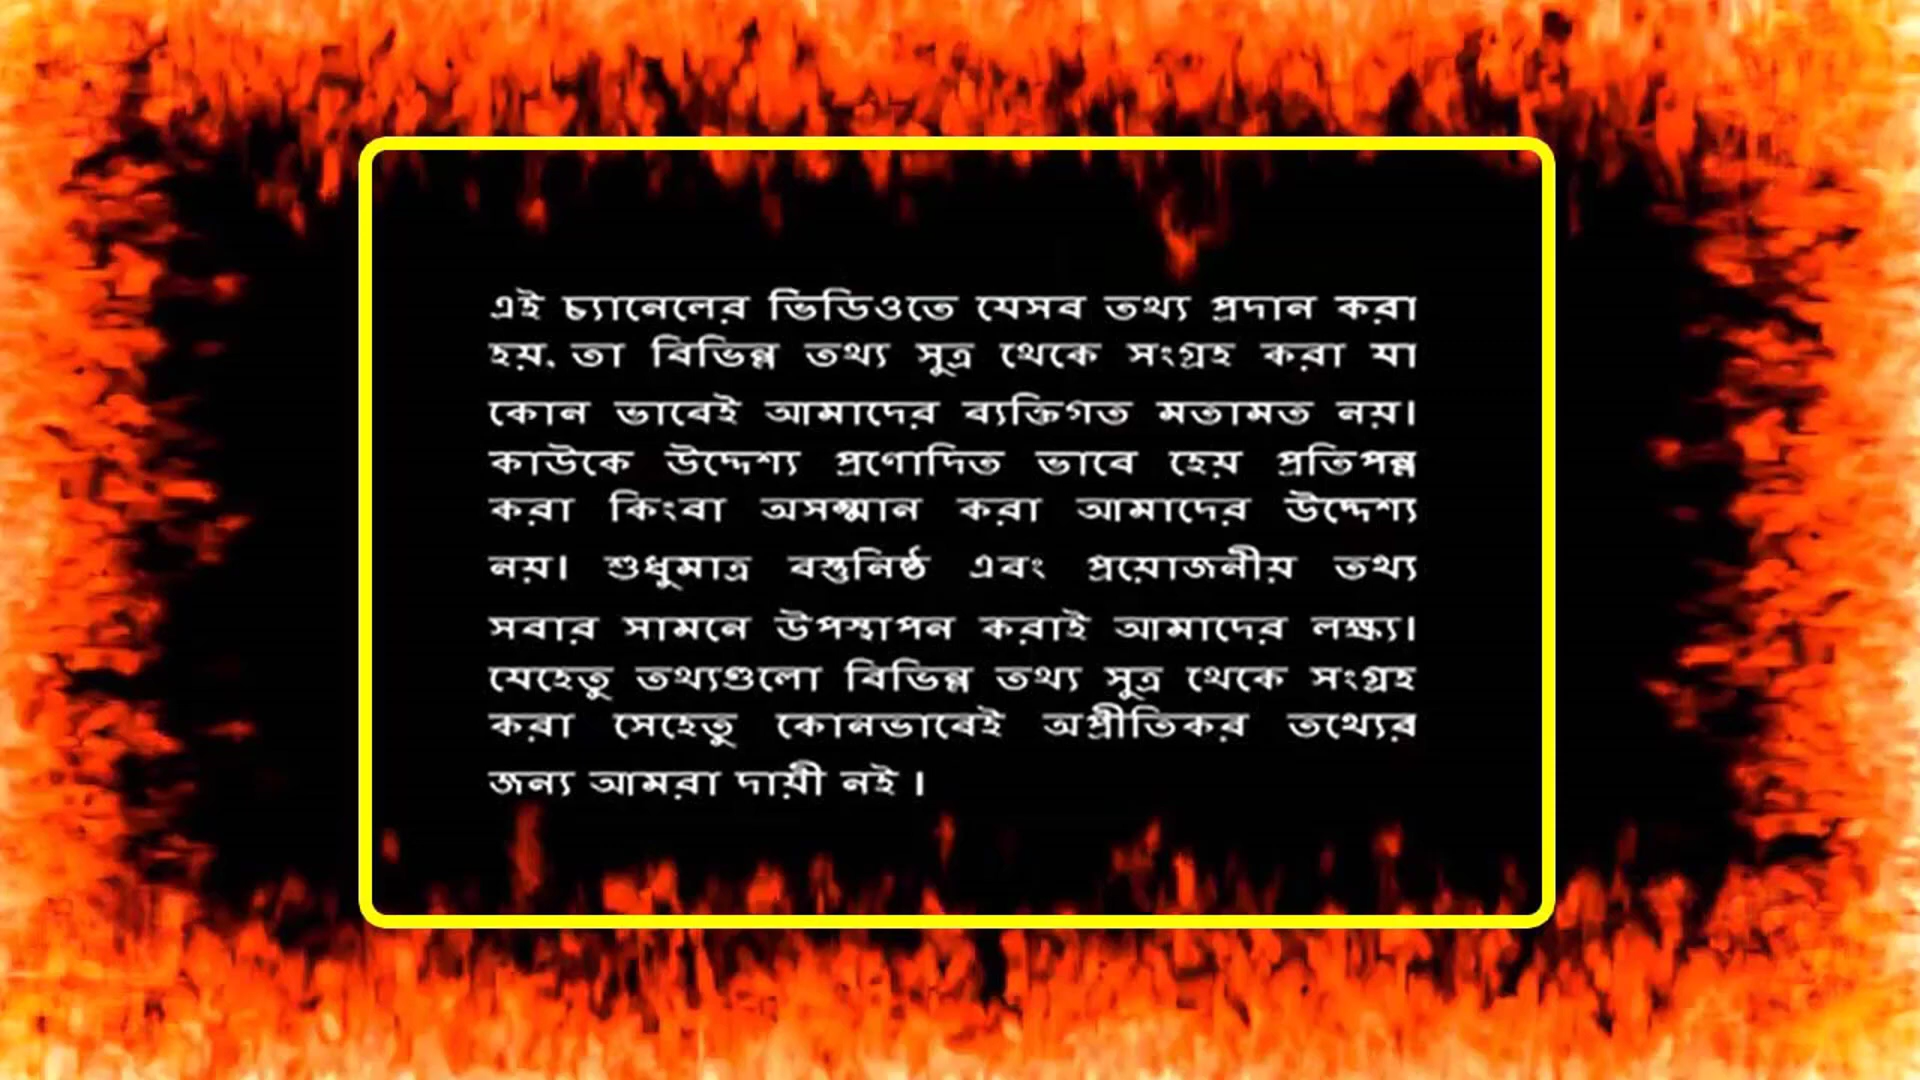 এই চ্যানেলের ভিডিওতে যেসব তথ্য প্রদান করা
হয়. তা বিভিন্ন তথ্য সুত্র থেকে সংগ্রহ করা যা
কোন ভাবেই আমাদের ব্যক্তিগত মতামত নয়।
কাউকে উদ্দেশ্য প্রণোদিত ভাবে হেয় প্রতিপন্ন
করা কিংবা অসম্মান করা আমাদের উদ্দেশ্য
নয়। শুধুমাত্র বস্তুনিষ্ঠ এবং প্রয়োজনীয় তথ্য
সবার সামনে উপস্থাপন করাই আমাদের লক্ষ্য।
যেহেতু তথ্যগুলো বিভিন্ন তথ্য সুত্র থেকে সংগ্রহ
করা সেহেতু কোনভাবেই অপ্রীতিকর তথ্যের
জন্য আমরা দায়ী নই ।